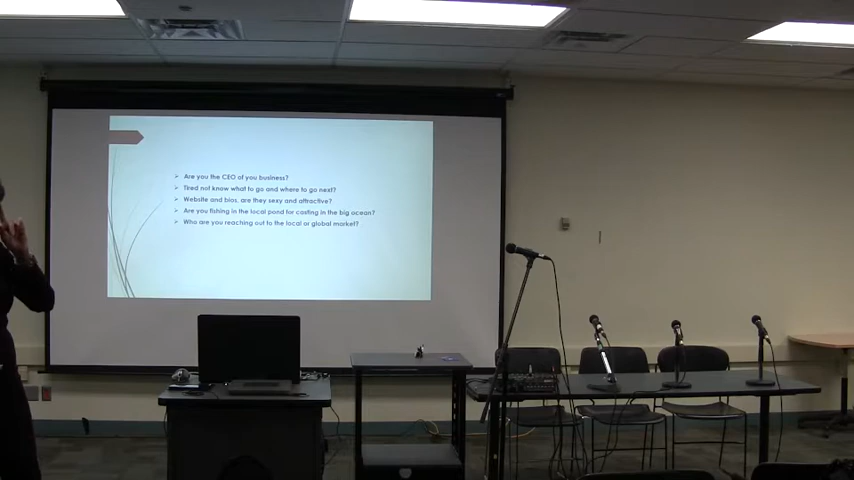 Are you the CEO of you business?
Tired not know what to go and where to go next?
Website and bios, are they sexy and attractive?
Are you fishing in the local pond for casting in the big ocean?
Who are you reaching out to the local or global market?